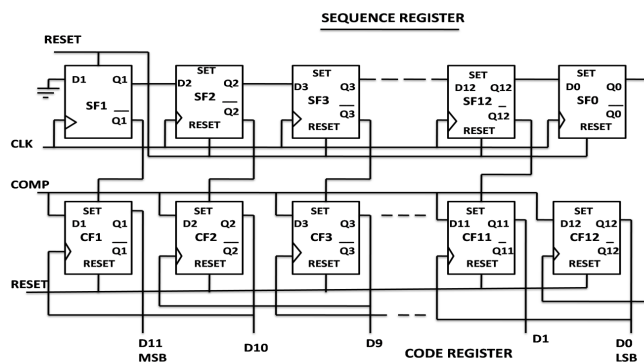 SEQUENCE REGISTER
RESET
D1 Q1 SF1 Q1
SET D2 Q2 SF2 Q2 RESET
SET D3 Q3 SF3 Q3 RESET
SET D12 Q12 SF12 Q12 RESET
SET D0 Q0 SF0 Q0 RESET
CLK
COMP
SET D1 Q1 CF1 Q1 RESET
SET D2 Q2 CF2 Q2 RESET
SET D3 Q3 CF3 Q3 RESET
SET D11 Q11 CF11 Q11 RESET
SET D12 Q12 CF12 Q12 RESET
RESET
D11 D10 D9 D1 D0
MSB CODE REGISTER LSB